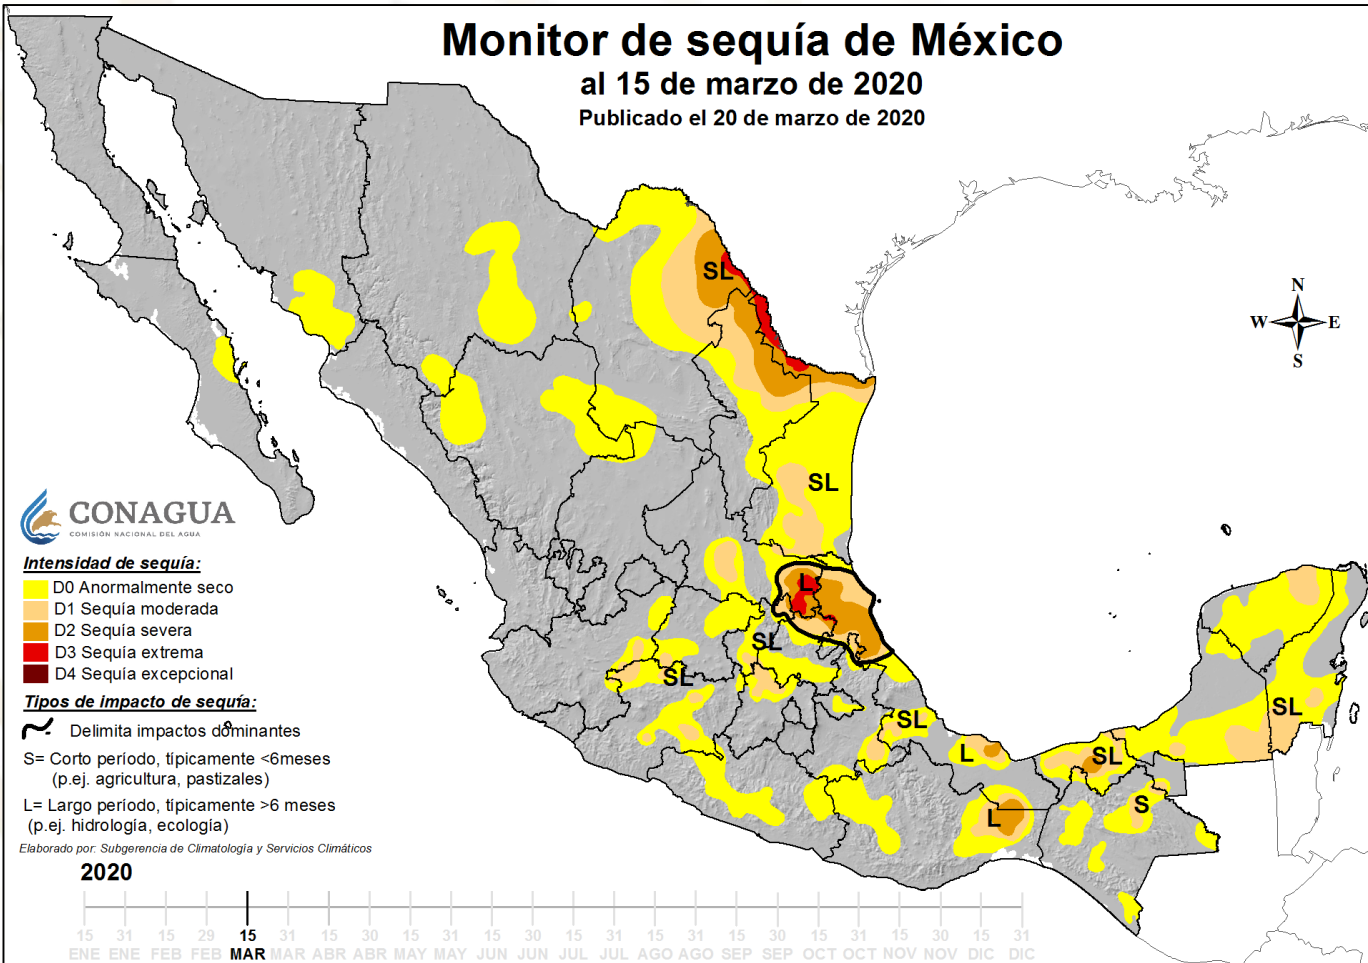 Monitor de sequía de México
al 15 de marzo de 2020
Publicado el 20 de marzo de 2020
N
W E
S
SL
SL
L
SL
SL
SL
L
SL
SL
S
L
CONAGUA
COMISIÓN NACIONAL DEL AGUA
Intensidad de sequía:
D0 Anormalmente seco
D1 Sequía moderada
D2 Sequía severa
D3 Sequía extrema
D4 Sequía excepcional
Tipos de impacto de sequía:
Delimita impactos dominantes
S= Corto período, típicamente <6meses
(p.ej. agricultura, pastizales)
L= Largo período, típicamente >6 meses
(p.ej. hidrología, ecología)
Elaborado por: Subgerencia de Climatología y Servicios Climáticos
2020
15 31 15 29 15 31 15 30 15 31 15 30 15 31 15 31 15 30 15 31 15 30 15 31
ENE ENE FEB FEB MAR MAR ABR ABR MAY MAY JUN JUN JUL JUL AGO AGO SEP SEP OCT OCT NOV NOV DIC DIC